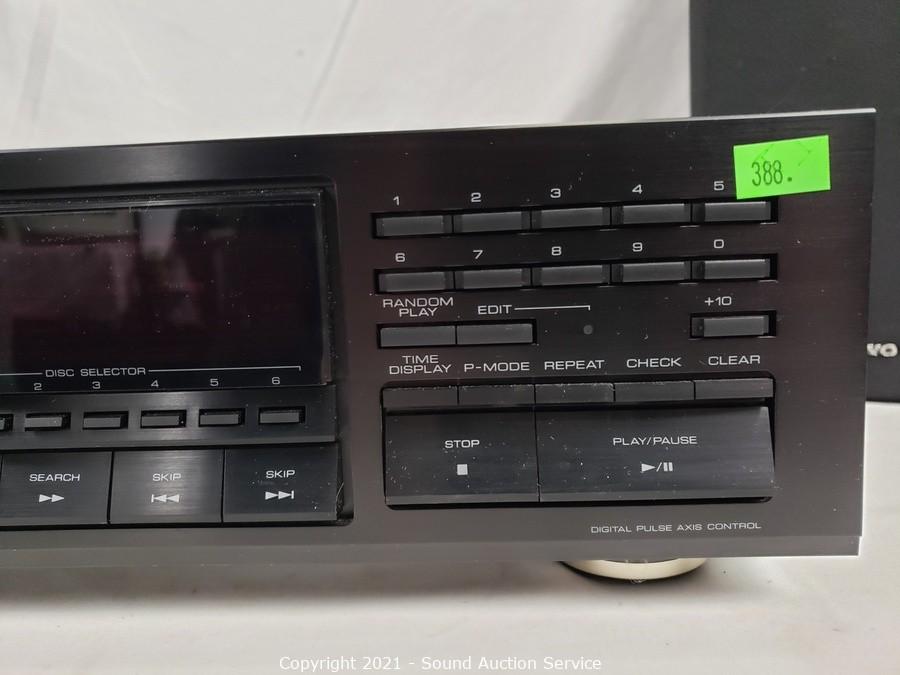 388.
1 2 3 4 5
6 7 8 9 0
RANDOM PLAY EDIT +10
TIME DISPLAY P-MODE REPEAT CHECK CLEAR
DISC SELECTOR
2 3 4 5 6
STOP PLAY/PAUSE
SEARCH SKIP SKIP
DIGITAL PULSE AXIS CONTROL
VO
Copyright 2021 - Sound Auction Service